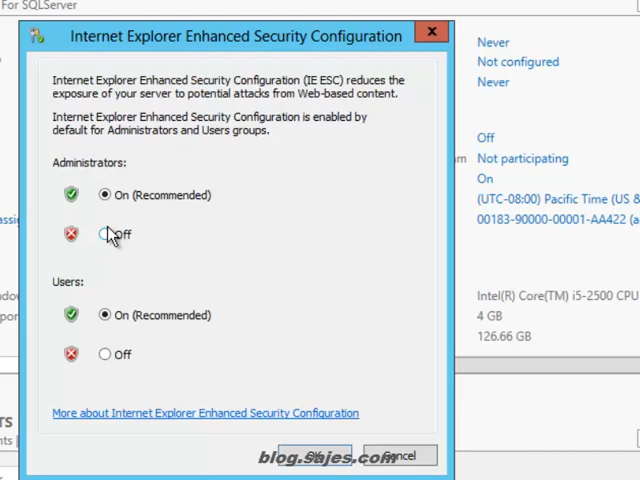 For SQLServer
Internet Explorer Enhanced Security Configuration
Internet Explorer Enhanced Security Configuration (IE ESC) reduces the
exposure of your server to potential attacks from Web-based content.
Internet Explorer Enhanced Security Configuration is enabled by
default for Administrators and Users groups.
Administrators:
On (Recommended)
Off
Users:
On (Recommended)
Off
More about Internet Explorer Enhanced Security Configuration
OK
Cancel
blog.sajes.com
Never
Not configured
Never
Off
Not participating
On
(UTC-08:00) Pacific Time (US &
00183-90000-00001-AA422 (a
Intel(R) Core(TM) i5-2500 CPU
4 GB
126.66 GB